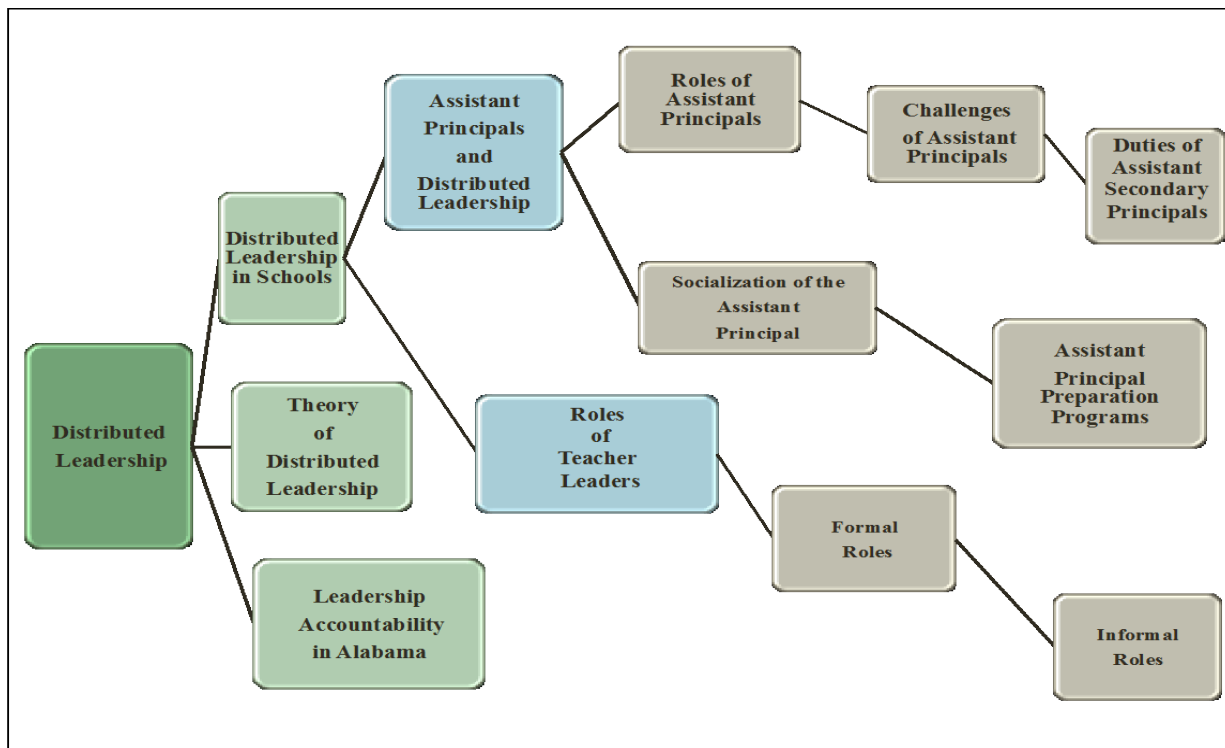 Distributed
Leadership
Distributed
Leadership
in Schools
Theory
of
Distributed
Leadership
Leadership
Accountability
in Alabama
Assistant
Principals
and
Distributed
Leadership
Roles
of
Teacher
Leaders
Roles of
Assistant
Principals
Challenges
of Assistant
Principals
Duties of
Assistant
Secondary
Principals
Socialization of the
Assistant
Principal
Assistant
Principal
Preparation
Programs
Formal
Roles
Informal
Roles